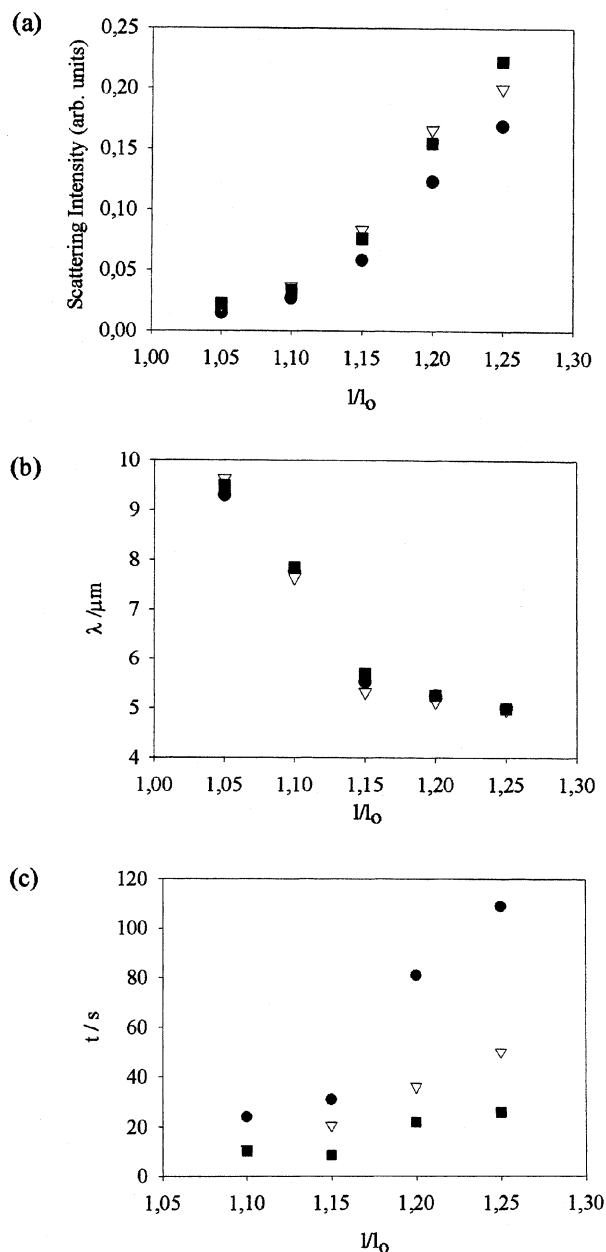 (a)
Scattering Intensity (arb. units)
0,25
0,20
0,15
0,10
0,05
0,00
1,00 1,05 1,10 1,15 1,20 1,25 1,30
l/lo
(b)
λ /μm
10
9
8
7
6
5
4
1,00 1,05 1,10 1,15 1,20 1,25 1,30
l/lo
(c)
t / s
120
100
80
60
40
20
0
1,05 1,10 1,15 1,20 1,25 1,30
l/lo